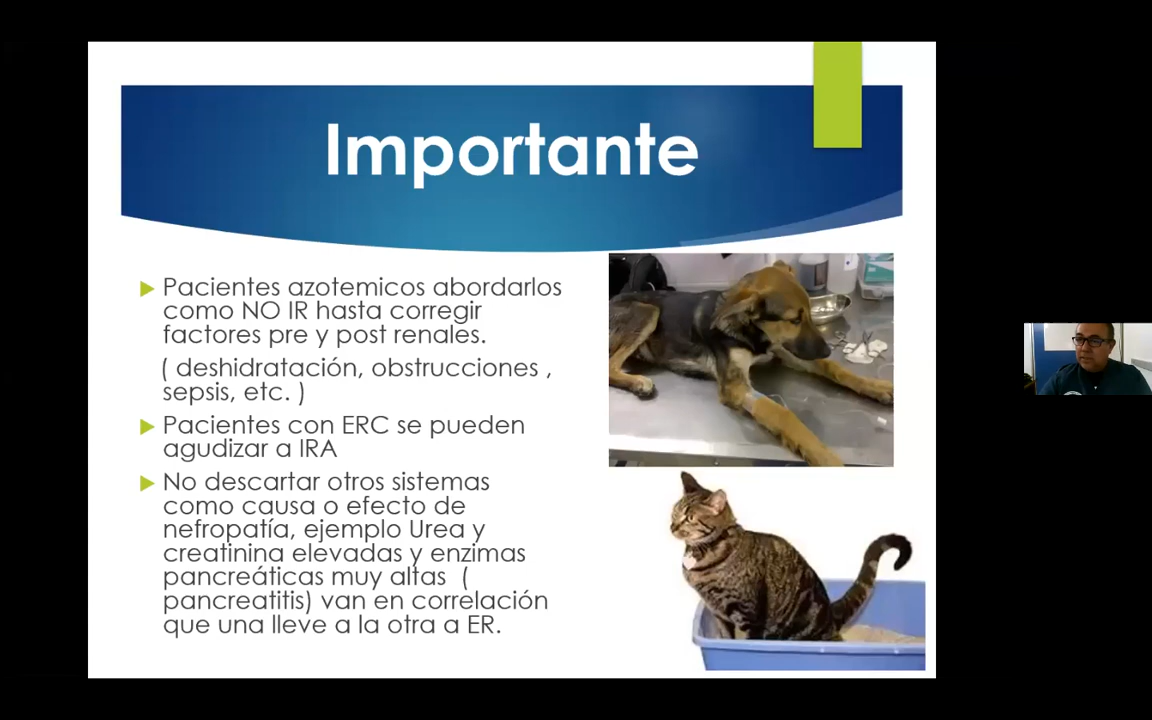 Importante
Pacientes azotemicos abordarlos
como NO IR hasta corregir
factores pre y post renales.
( deshidratación, obstrucciones ,
sepsis, etc. )
Pacientes con ERC se pueden
agudizar a IRA
No descartar otros sistemas
como causa o efecto de
nefropatía, ejemplo Urea y
creatinina elevadas y enzimas
pancreáticas muy altas (
pancreatitis) van en correlación
que una lleve a la otra a ER.